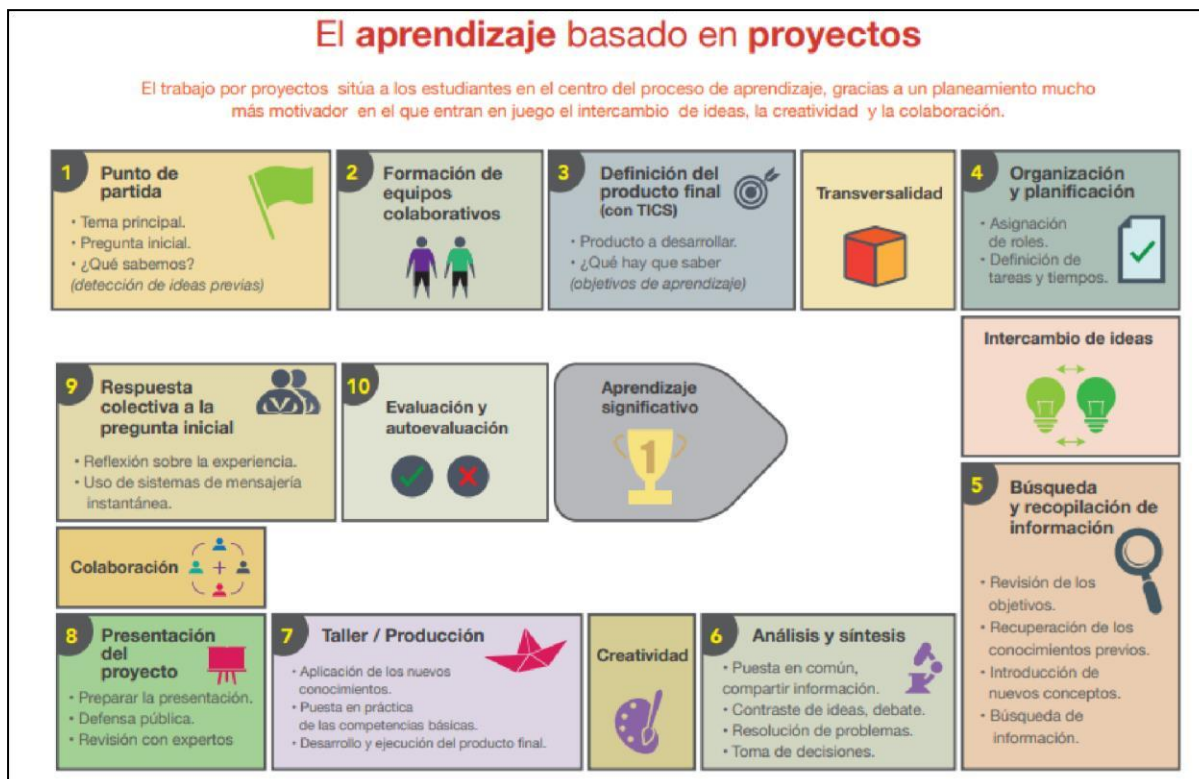 El aprendizaje basado en proyectos
El trabajo por proyectos sitúa a los estudiantes en el centro del proceso de aprendizaje, gracias a un planeamiento mucho
más motivador en el que entran en juego el intercambio de ideas, la creatividad y la colaboración.
1
Punto de
partida
• Tema principal.
• Pregunta inicial.
• ¿Qué sabemos?
(detección de ideas previas)
2
Formación de
equipos
colaborativos
3
Definición del
producto final
(con TICS)
• Producto a desarrollar.
• ¿Qué hay que saber
(objetivos de aprendizaje)
Transversalidad
4
Organización
y planificación
• Asignación
de roles.
• Definición de
tareas y tiempos.
Intercambio de ideas
5
Búsqueda
y recopilación de
información
• Revisión de los
objetivos.
• Recuperación de los
conocimientos previos.
• Introducción de
nuevos conceptos.
• Búsqueda de
información.
6
Análisis y síntesis
• Puesta en común,
compartir información.
• Contraste de ideas, debate.
• Resolución de problemas.
• Toma de decisiones.
Creatividad
7
Taller / Producción
• Aplicación de los nuevos
conocimientos.
• Puesta en práctica
de las competencias básicas.
• Desarrollo y ejecución del producto final.
8
Presentación
del
proyecto
• Preparar la presentación.
• Defensa pública.
• Revisión con expertos
Colaboración
9
Respuesta
colectiva a la
pregunta inicial
• Reflexión sobre la experiencia.
• Uso de sistemas de mensajería
instantánea.
10
Evaluación y
autoevaluación
Aprendizaje
significativo
1